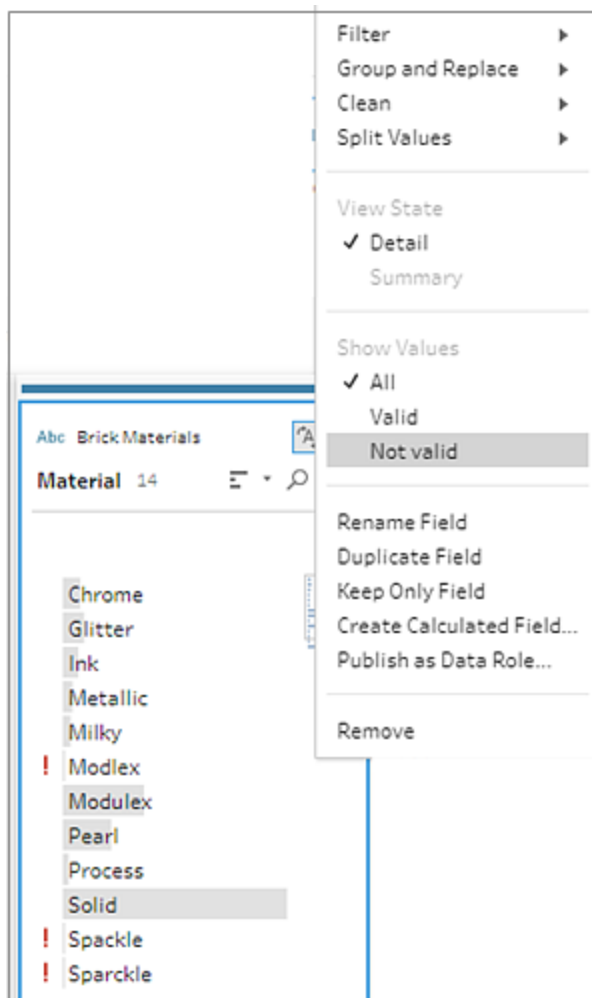 Filter
Group and Replace
Clean
Split Values
View State
✓ Detail
Summary
Show Values
✓ All
Valid
Not valid
Rename Field
Duplicate Field
Keep Only Field
Create Calculated Field...
Publish as Data Role...
Remove
Abc Brick Materials
Material 14
Chrome
Glitter
Ink
Metallic
Milky
! Modlex
Modulex
Pearl
Process
Solid
! Spackle
! Sparckle